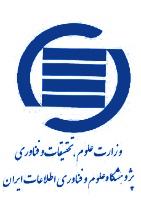 وزارت علوم، تحقیقات و فناوری
پژوهشگاه علوم و فناوری اطلاعات ایران